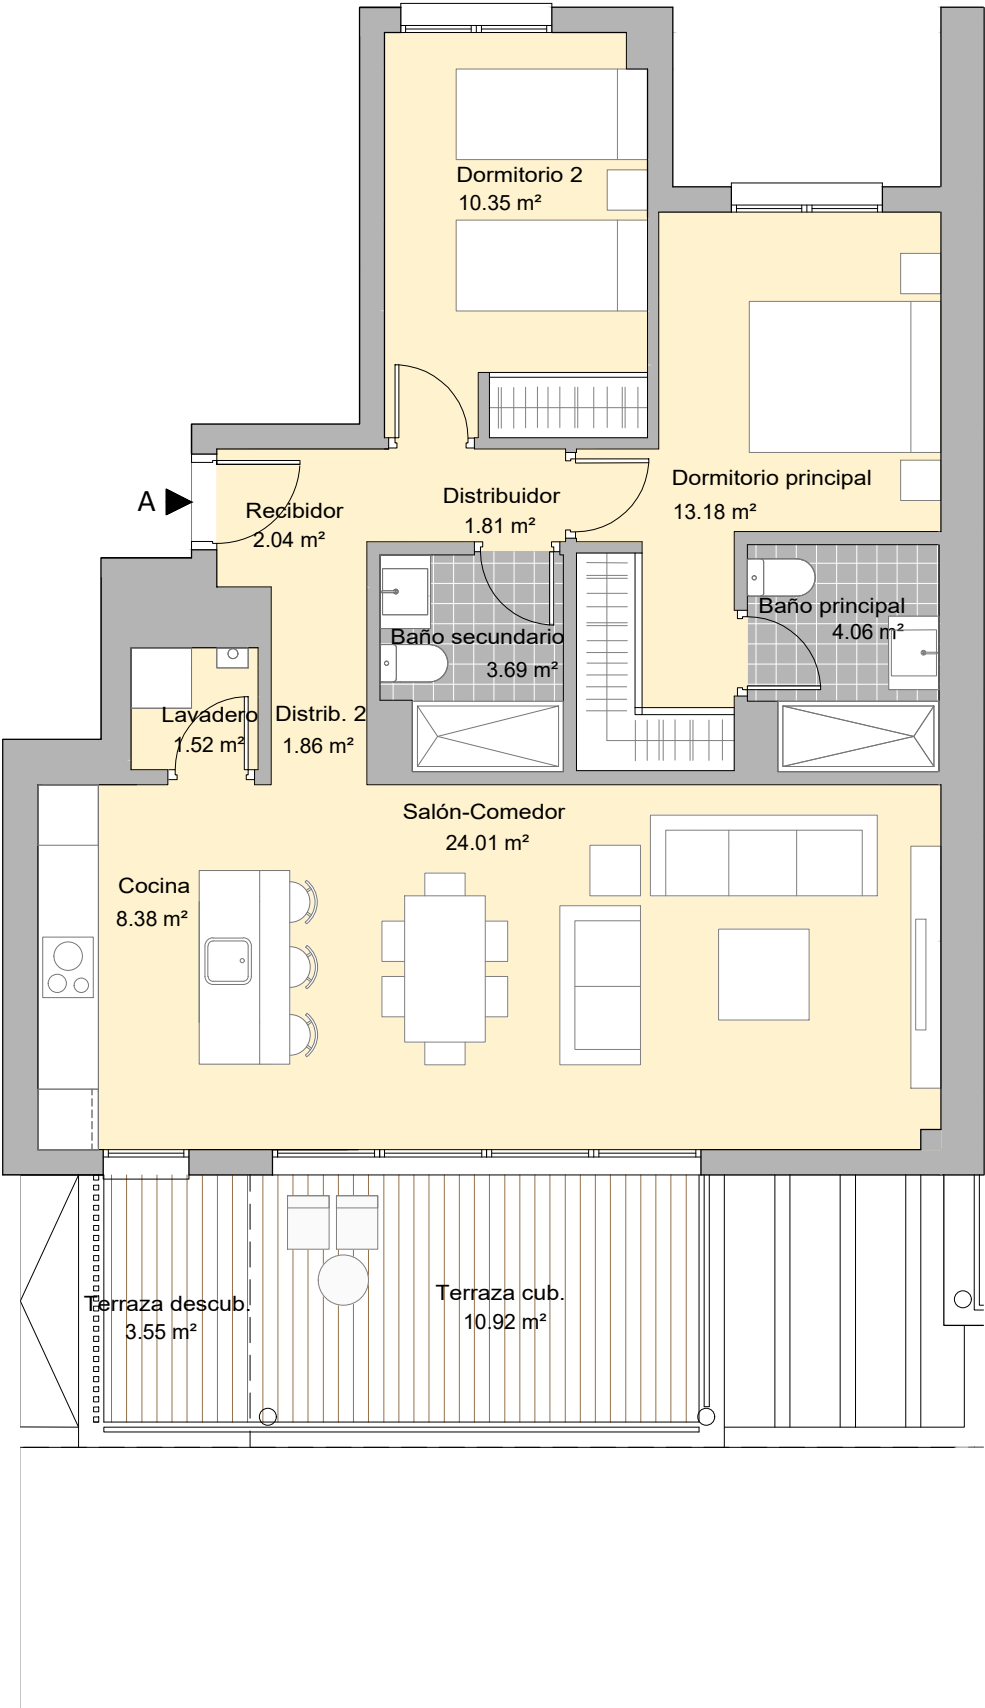 Dormitorio 2
10.35 m²
Dormitorio principal
13.18 m²
A
Recibidor
2.04 m²
Distribuidor
1.81 m²
Baño principal
4.06 m²
Baño secundario
3.69 m²
Lavadero
1.52 m²
Distrib. 2
1.86 m²
Salón-Comedor
24.01 m²
Cocina
8.38 m²
Terraza descub.
3.55 m²
Terraza cub.
10.92 m²